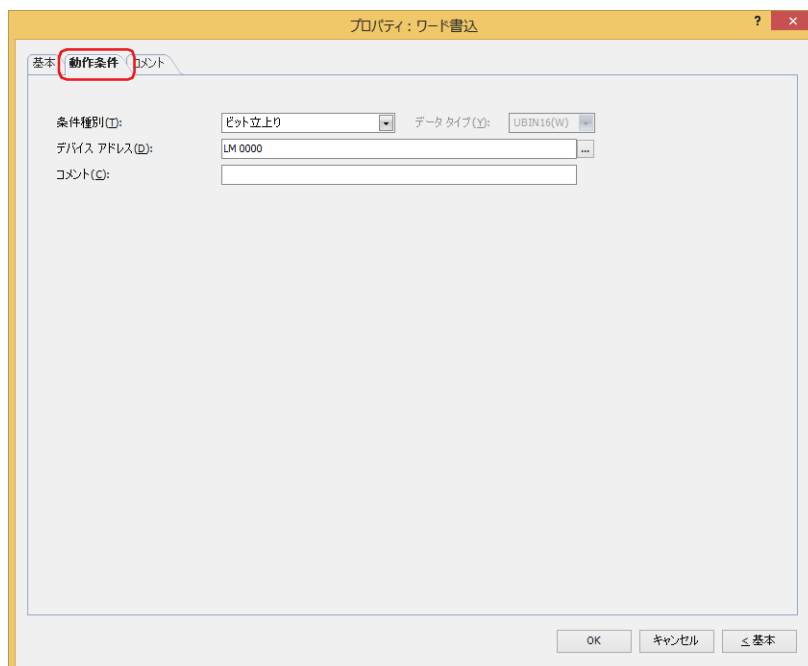 プロパティ : ワード書込 ? ×
基本 動作条件 コメント
条件種別(T): ビット立上り データ タイプ(Y): UBIN16(W)
デバイス アドレス(D): LM 0000 ...
コメント(C):
OK キャンセル ≤ 基本